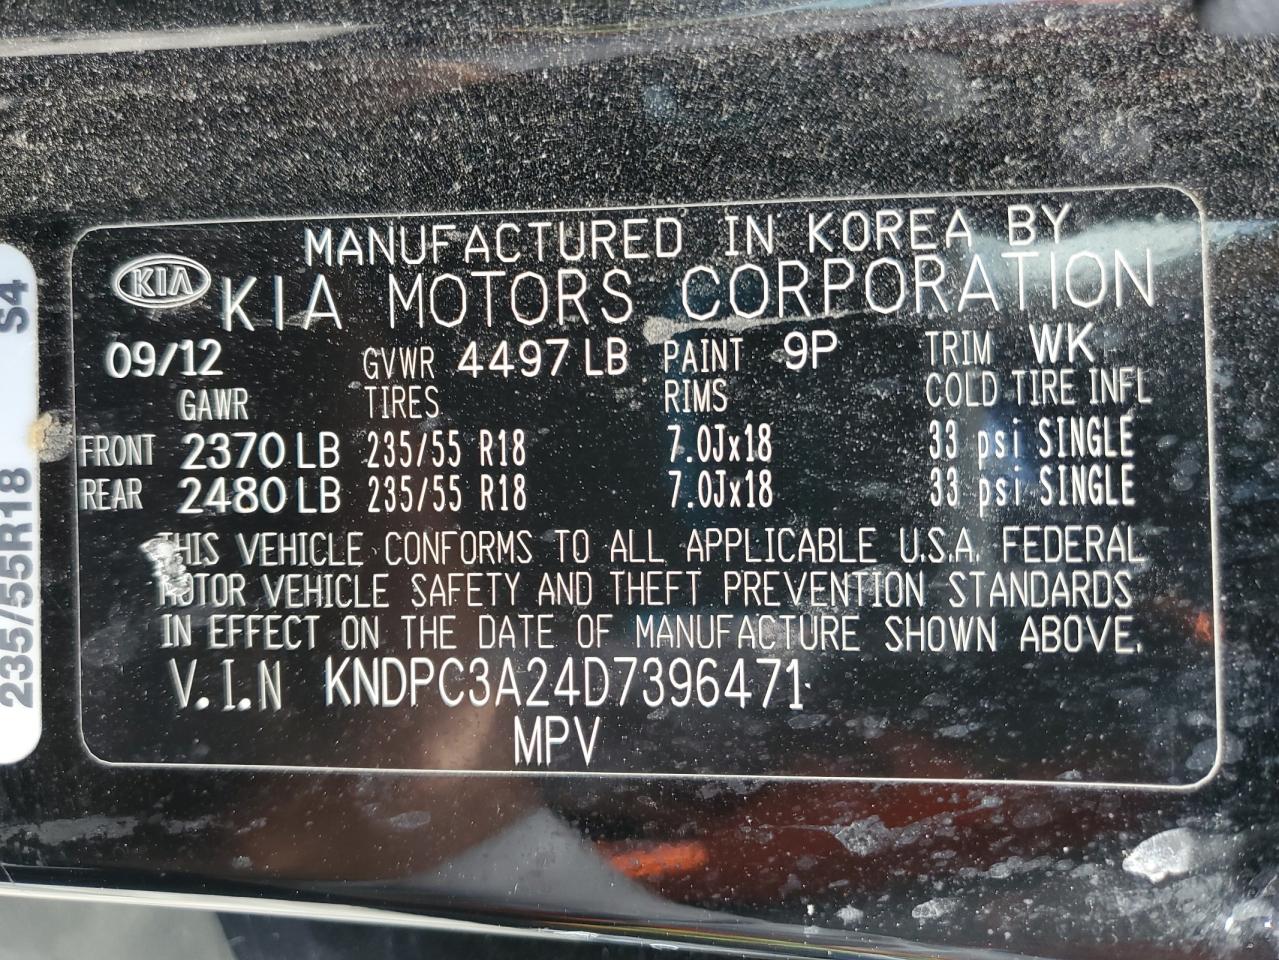 MANUFACTURED IN KOREA BY
KIA KIA MOTORS CORPORATION
09/12 GVWR 4497 LB PAINT 9P TRIM WK
GAWR TIRES RIMS COLD TIRE INFL
FRONT 2370 LB 235/55 R18 7.0Jx18 33 psi SINGLE
REAR 2480 LB 235/55 R18 7.0Jx18 33 psi SINGLE
THIS VEHICLE CONFORMS TO ALL APPLICABLE U.S.A. FEDERAL
MOTOR VEHICLE SAFETY AND THEFT PREVENTION STANDARDS
IN EFFECT ON THE DATE OF MANUFACTURE SHOWN ABOVE.
V.I.N KNDPC3A24D7396471
MPV
235/55R18 S4